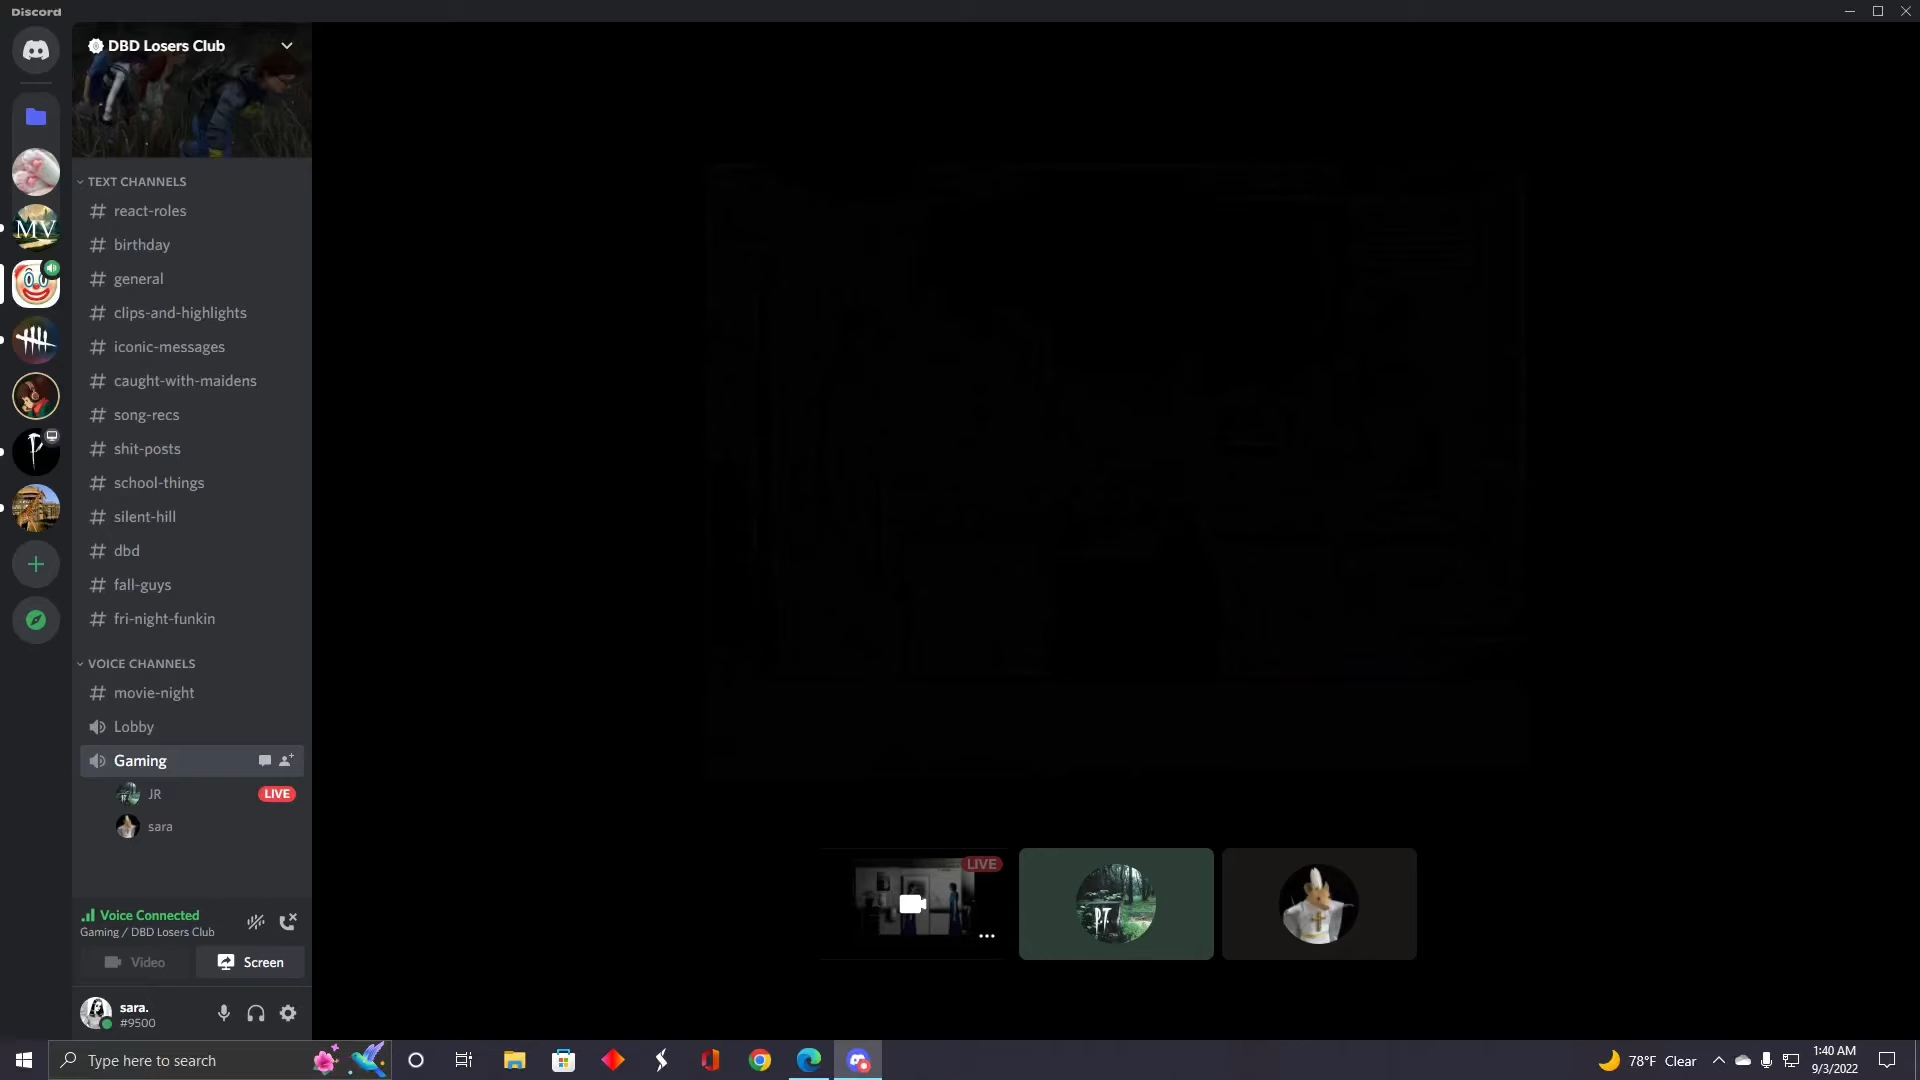 Discord
DBD Losers Club
MV
TEXT CHANNELS
react-roles
birthday
general
clips-and-highlights
iconic-messages
caught-with-maidens
song-recs
shit-posts
school-things
silent-hill
dbd
fall-guys
fri-night-funkin
VOICE CHANNELS
movie-night
Lobby
Gaming
JR
LIVE
sara
LIVE
P.T.
Voice Connected
Gaming / DBD Losers Club
Video
Screen
sara.
#9500
Type here to search
78°F Clear
1:40 AM
9/3/2022